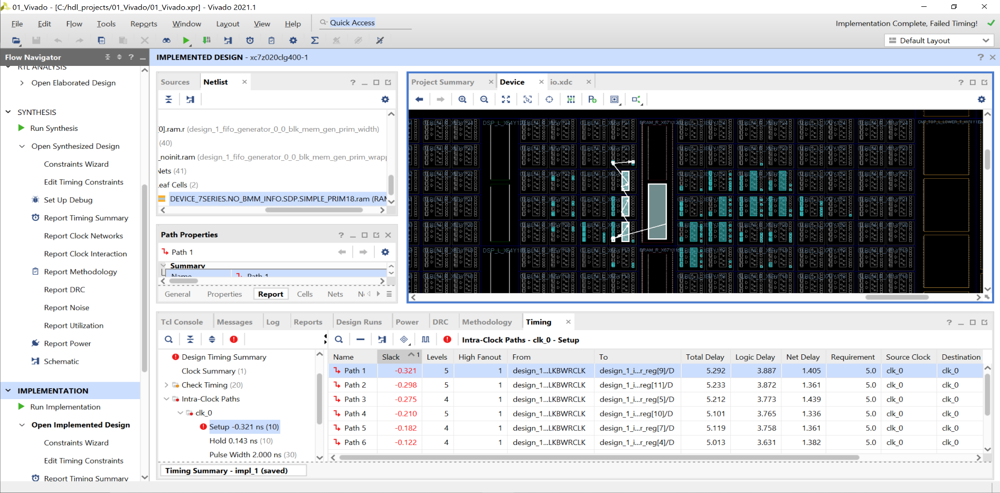 01_Vivado - [C:/hdl_projects/01_Vivado/01_Vivado.xpr] - Vivado 2021.1
File Edit Flow Tools Reports Window Layout View Help Quick Access
Implementation Complete, Failed Timing!
Default Layout
Flow Navigator
IMPLEMENTED DESIGN - xc7z020clg400-1
RTL ANALYSIS
Open Elaborated Design
SYNTHESIS
Run Synthesis
Open Synthesized Design
Constraints Wizard
Edit Timing Constraints
Set Up Debug
Report Timing Summary
Report Clock Networks
Report Clock Interaction
Report Methodology
Report DRC
Report Noise
Report Utilization
Report Power
Schematic
IMPLEMENTATION
Run Implementation
Open Implemented Design
Constraints Wizard
Edit Timing Constraints
Report Timing Summary
Sources Netlist
[0].ram.r (design_1_fifo_generator_0_0_blk_mem_gen_prim_width)
(40)
_noinit.ram (design_1_fifo_generator_0_0_blk_mem_gen_prim_wrapp
Nets (41)
eaf Cells (2)
DEVICE_7SERIES.NO_BMM_INFO.SDP.SIMPLE_PRIM18.ram (RAM
Path Properties
Path 1
Summary
Name Path 1
General Properties Report Cells Nets
Project Summary Device io.xdc
Tcl Console Messages Log Reports Design Runs Power DRC Methodology Timing
Design Timing Summary
Clock Summary (1)
Check Timing (20)
Intra-Clock Paths
clk_0
Setup -0.321 ns (10)
Hold 0.143 ns (10)
Pulse Width 2.000 ns (30)
Timing Summary - impl_1 (saved)
Intra-Clock Paths - clk_0 - Setup
Name Slack 1 Levels High Fanout From To Total Delay Logic Delay Net Delay Requirement Source Clock Destination
Path 1 -0.321 5 1 design_1...LKBWRCLK design_1_i...r_reg[9]/D 5.292 3.887 1.405 5.0 clk_0 clk_0
Path 2 -0.298 5 1 design_1...LKBWRCLK design_1_i...reg[11]/D 5.233 3.872 1.361 5.0 clk_0 clk_0
Path 3 -0.275 4 1 design_1...LKBWRCLK design_1_i...r_reg[5]/D 5.212 3.773 1.439 5.0 clk_0 clk_0
Path 4 -0.210 5 1 design_1...LKBWRCLK design_1_i...reg[10]/D 5.101 3.765 1.336 5.0 clk_0 clk_0
Path 5 -0.182 4 1 design_1...LKBWRCLK design_1_i...r_reg[7]/D 5.119 3.758 1.361 5.0 clk_0 clk_0
Path 6 -0.122 4 1 design_1...LKBWRCLK design_1_i...r_reg[4]/D 5.013 3.631 1.382 5.0 clk_0 clk_0